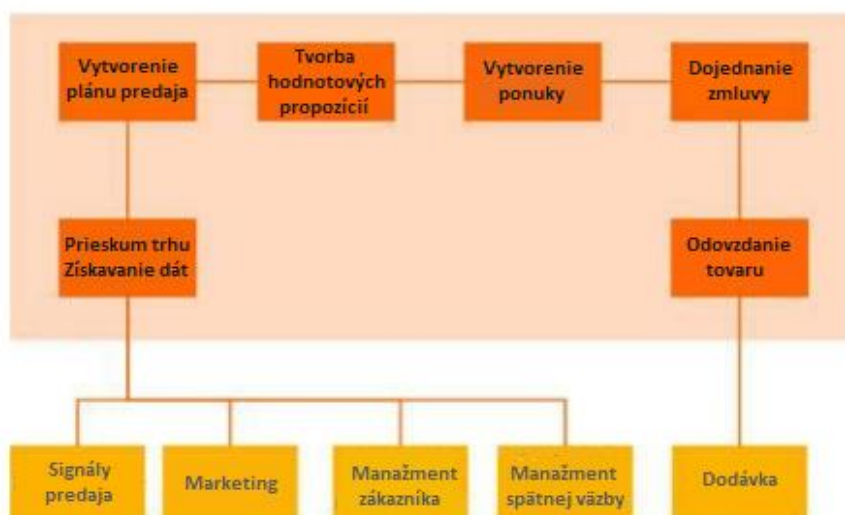 Vytvorenie
plánu predaja
Tvorba
hodnotových
propozícií
Vytvorenie
ponuky
Dojednanie
zmluvy
Prieskum trhu
Získavanie dát
Odovzdanie
tovaru
Signály
predaja
Marketing
Manažment
zákazníka
Manažment
spätnej väzby
Dodávka